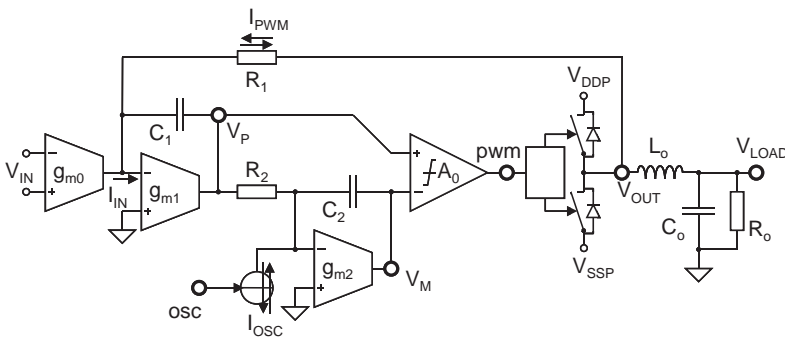 I_PWM
R_1
V_DDP
C_1
V_P
V_IN
g_m0
I_IN
g_m1
R_2
C_2
A_0
pwm
L_o
V_LOAD
V_OUT
C_o
R_o
g_m2
V_M
V_SSP
osc
I_OSC
− + − + − + + −